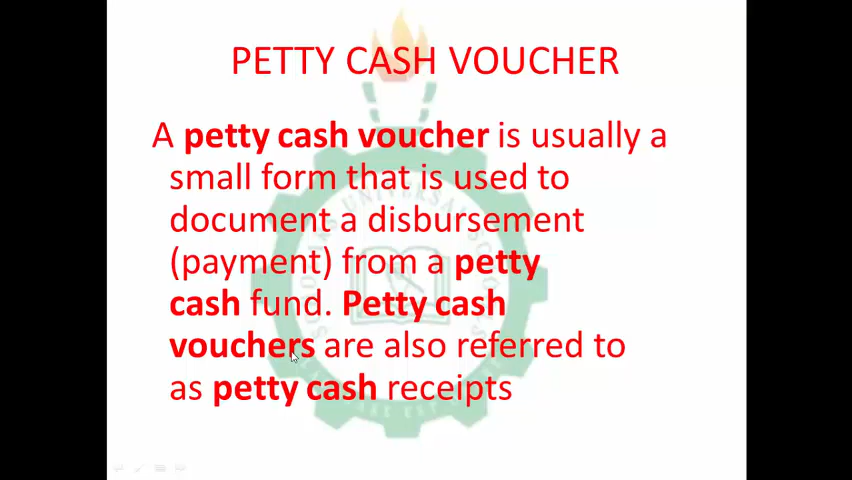 PETTY CASH VOUCHER
A petty cash voucher is usually a
small form that is used to
document a disbursement
(payment) from a petty
cash fund. Petty cash
vouchers are also referred to
as petty cash receipts